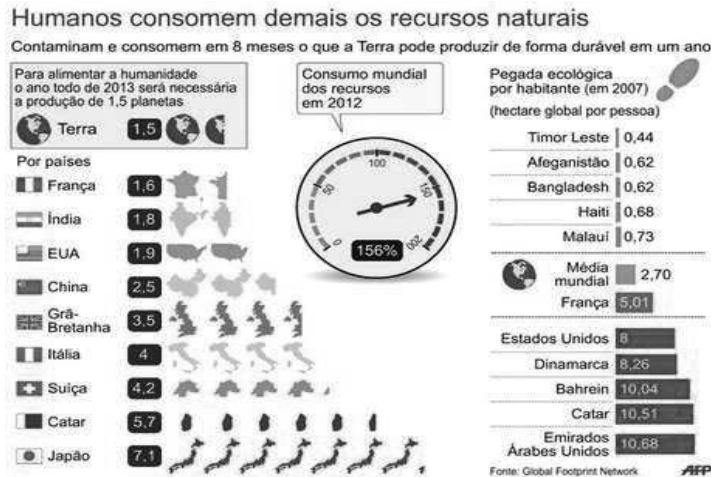 Humanos consomem demais os recursos naturais
Contaminam e consomem em 8 meses o que a Terra pode produzir de forma durável em um ano
Para alimentar a humanidade
o ano todo de 2013 será necessária
a produção de 1,5 planetas
Terra 1,5
Por países
França 1,6
Índia 1,8
EUA 1,9
China 2,5
Grã-
Bretanha 3,5
Itália 4
Suiça 4,2
Catar 5,7
Japão 7.1
Consumo mundial
dos recursos
em 2012
0 50 100 150 200
156%
Pegada ecológica
por habitante (em 2007)
(hectare global por pessoa)
Timor Leste 0,44
Afeganistão 0,62
Bangladesh 0,62
Haiti 0,68
Malauí 0,73
Média
mundial 2,70
França 5,01
Estados Unidos 8
Dinamarca 8,26
Bahrein 10,04
Catar 10,51
Emirados
Árabes Unidos 10,68
Fonte: Global Footprint Network AFP